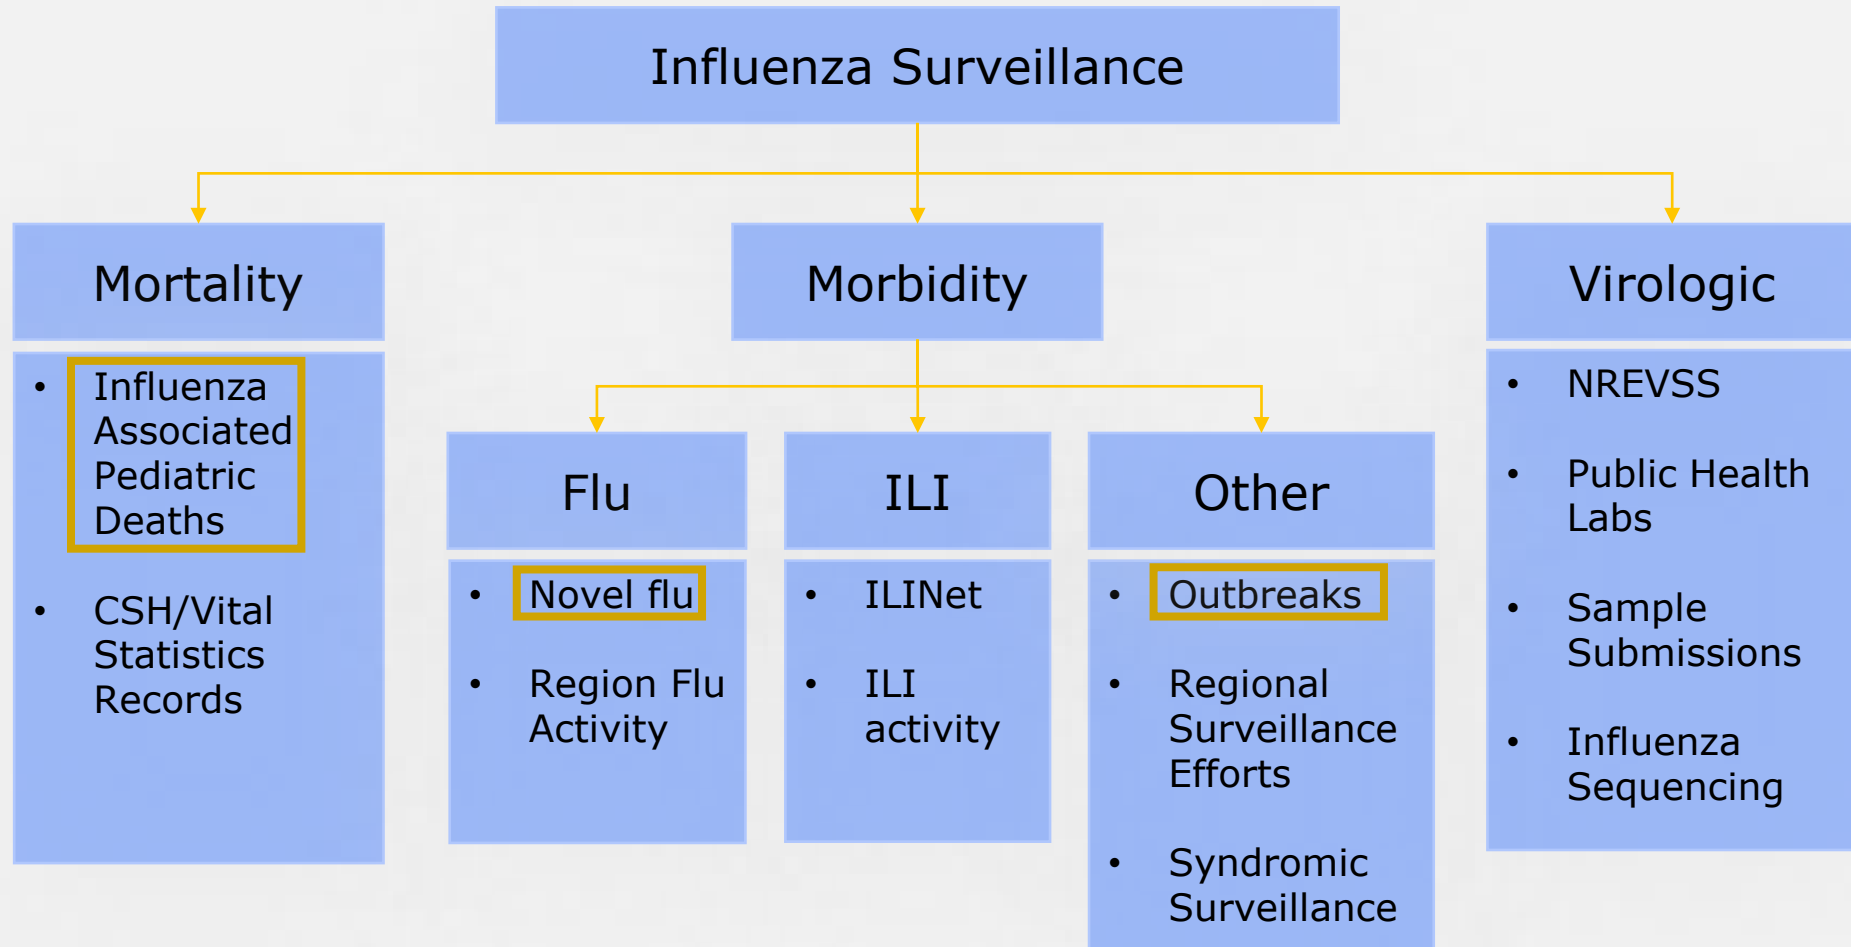 Influenza Surveillance
Mortality
• Influenza
Associated
Pediatric
Deaths
• CSH/Vital
Statistics
Records
Morbidity
Flu
• Novel flu
• Region Flu
Activity
ILI
• ILINet
• ILI
activity
Other
• Outbreaks
• Regional
Surveillance
Efforts
• Syndromic
Surveillance
Virologic
• NREVSS
• Public Health
Labs
• Sample
Submissions
• Influenza
Sequencing